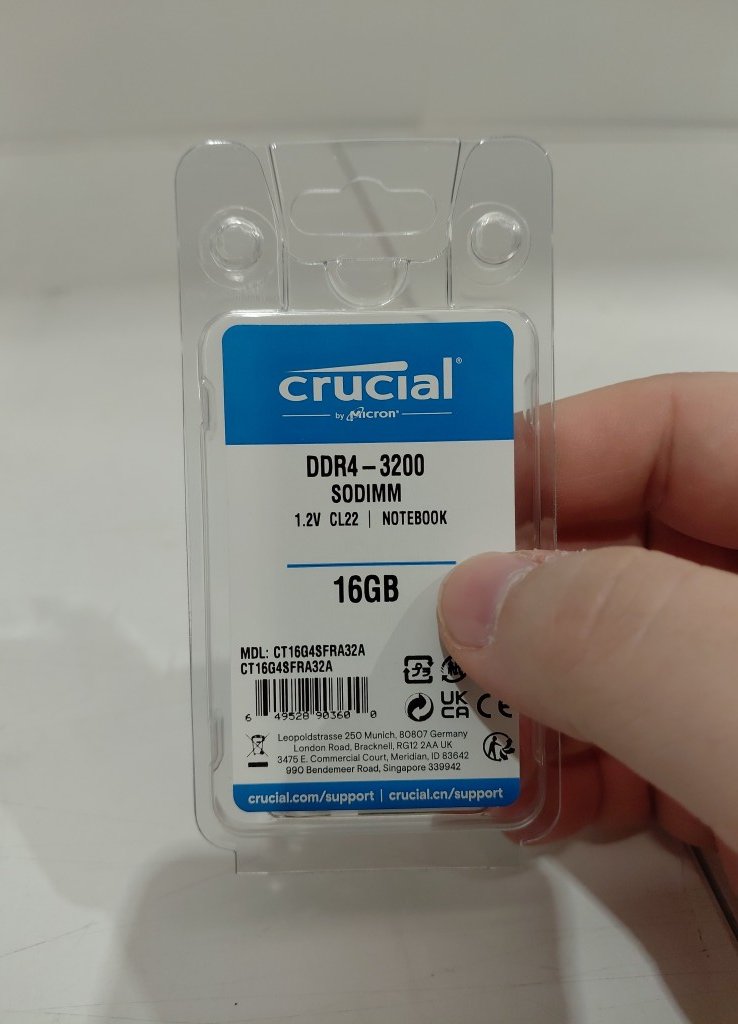 crucial®
by Micron®
DDR4 – 3200
SODIMM
1.2V CL22 | NOTEBOOK
16GB
MDL: CT16G4SFRA32A
CT16G4SFRA32A
6 49528 90360 0
UK
CA
CE
Leopoldstrasse 250 Munich, 80807 Germany
London Road, Bracknell, RG12 2AA UK
3475 E. Commercial Court, Meridian, ID 83642
990 Bendemeer Road, Singapore 339942
crucial.com/support | crucial.cn/support